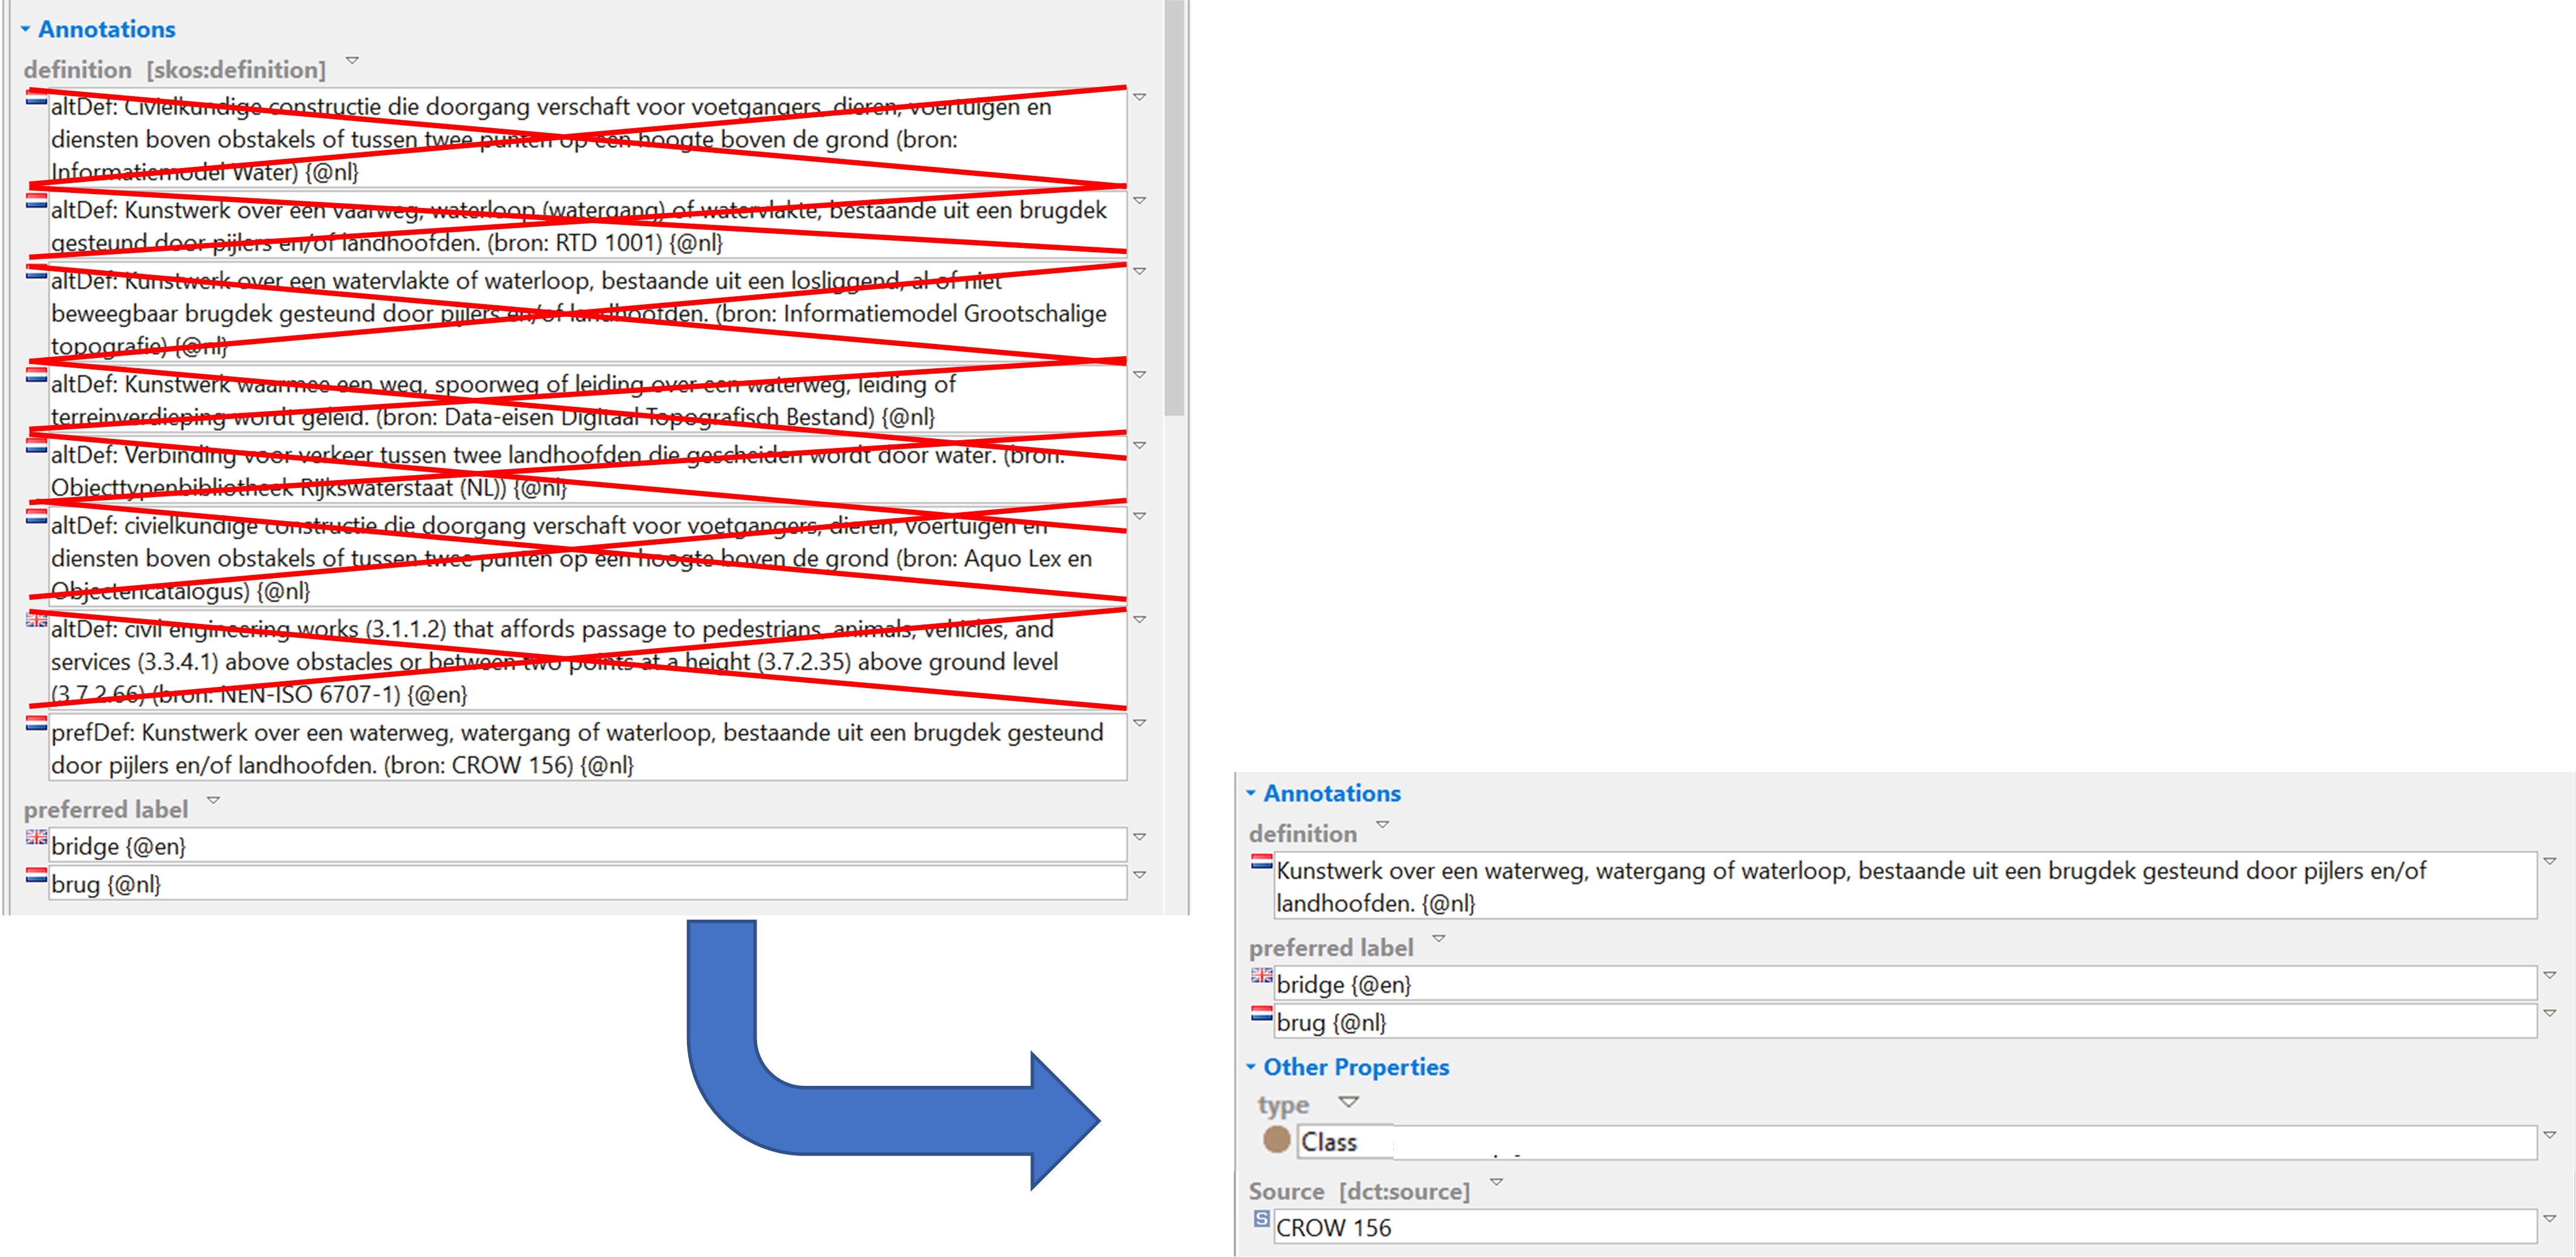 Annotations
definition [skos:definition]
altDef: Civielkundige constructie die doorgang verschaft voor voetgangers, dieren, voertuigen en
diensten boven obstakels of tussen twee punten op een hoogte boven de grond (bron:
Informatiemodel Water) {@nl}
altDef: Kunstwerk over een vaarweg, waterloop (watergang) of watervlakte, bestaande uit een brugdek
gesteund door pijlers en/of landhoofden. (bron: RTD 1001) {@nl}
altDef: Kunstwerk over een watervlakte of waterloop, bestaande uit een losliggend, al of niet
beweegbaar brugdek gesteund door pijlers en/of landhoofden. (bron: Informatiemodel Grootschalige
topografie) {@nl}
altDef: Kunstwerk waarmee een weg, spoorweg of leiding over een waterweg, leiding of
terreinverdieping wordt geleid. (bron: Data-eisen Digitaal Topografisch Bestand) {@nl}
altDef: Verbinding voor verkeer tussen twee landhoofden die gescheiden wordt door water. (bron:
Objecttypenbibliotheek Rijkswaterstaat (NL)) {@nl}
altDef: civielkundige constructie die doorgang verschaft voor voetgangers, dieren, voertuigen en
diensten boven obstakels of tussen twee punten op een hoogte boven de grond (bron: Aquo Lex en
Objectencatalogus) {@nl}
altDef: civil engineering works (3.1.1.2) that affords passage to pedestrians, animals, vehicles, and
services (3.3.4.1) above obstacles or between two points at a height (3.7.2.35) above ground level
(3.7.2.66) (bron: NEN-ISO 6707-1) {@en}
prefDef: Kunstwerk over een waterweg, watergang of waterloop, bestaande uit een brugdek gesteund
door pijlers en/of landhoofden. (bron: CROW 156) {@nl}
preferred label
bridge {@en}
brug {@nl}
Annotations
definition
Kunstwerk over een waterweg, watergang of waterloop, bestaande uit een brugdek gesteund door pijlers en/of
landhoofden. {@nl}
preferred label
bridge {@en}
brug {@nl}
Other Properties
type
Class
Source [dct:source]
S
CROW 156